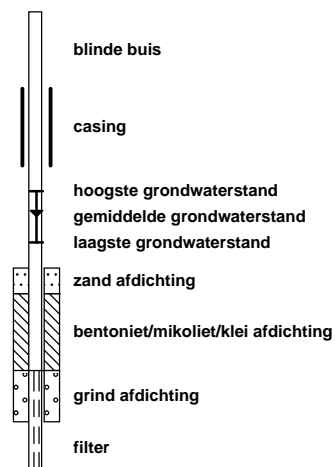 blinde buis
casing
hoogste grondwaterstand
gemiddelde grondwaterstand
laagste grondwaterstand
zand afdichting
bentoniet/mikoliet/klei afdichting
grind afdichting
filter